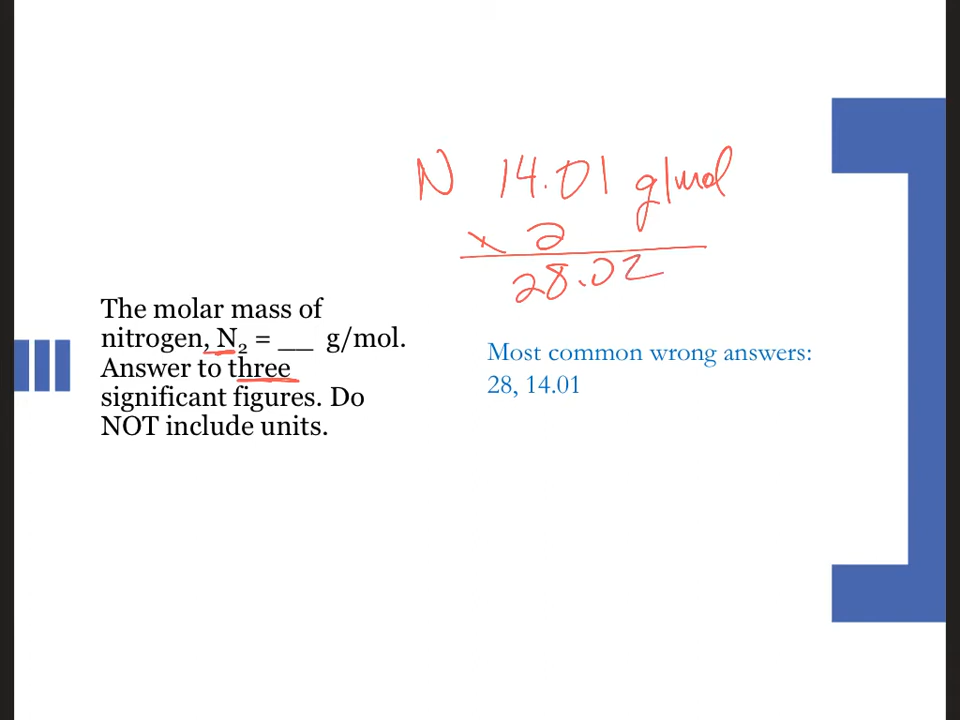 N 14.01 g/mol
x 2
28.02
The molar mass of
nitrogen, N₂ = __ g/mol.
Answer to three
significant figures. Do
NOT include units.
Most common wrong answers:
28, 14.01